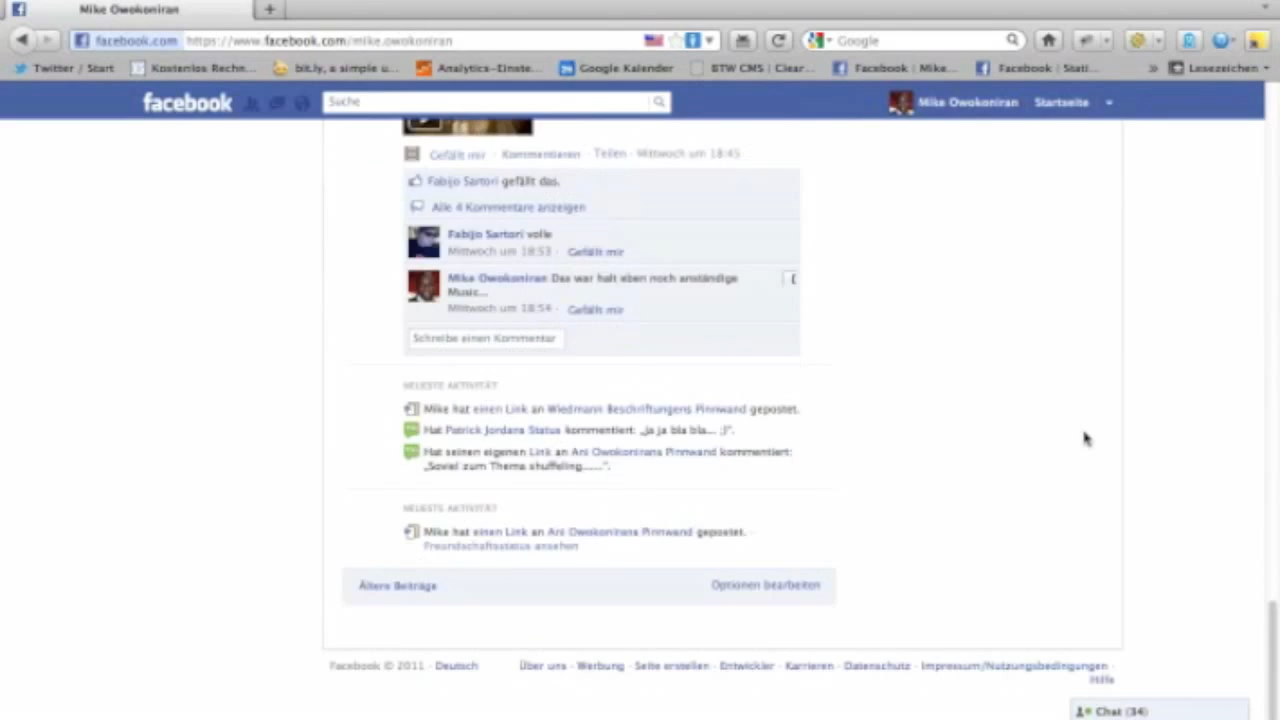 Mike Owokoniran
facebook.com https://www.facebook.com/mike.owokoniran
Google
Twitter / Start
Kostenlos Rechn...
bit.ly, a simple u...
Analytics-Einste...
Google Kalender
BTW CMS | Clear...
Facebook | Mike...
Facebook | Stati...
»
Lesezeichen
facebook
Suche
Mike Owokoniran
Startseite
Gefällt mir · Kommentieren · Teilen · Mittwoch um 18:45
Fabijo Sartori gefällt das.
Alle 4 Kommentare anzeigen
Fabijo Sartori volle
Mittwoch um 18:53 · Gefällt mir
Mike Owokoniran Das war halt eben noch anständige
Music...
Mittwoch um 18:54 · Gefällt mir
Schreibe einen Kommentar
NEUESTE AKTIVITÄT
Mike hat einen Link an Wiedmann Beschriftungens Pinnwand gepostet.
Hat Patrick Jordans Status kommentiert: „ja ja bla bla... ;)“.
Hat seinen eigenen Link an Ani Owokonirans Pinnwand kommentiert:
„Soviel zum Thema shuffeling......“.
NEUESTE AKTIVITÄT
Mike hat einen Link an Ani Owokonirans Pinnwand gepostet. ·
Freundschaftsstatus ansehen
Ältere Beiträge
Optionen bearbeiten
Facebook © 2011 · Deutsch
Über uns · Werbung · Seite erstellen · Entwickler · Karrieren · Datenschutz · Impressum/Nutzungsbedingungen ·
Hilfe
Chat (34)